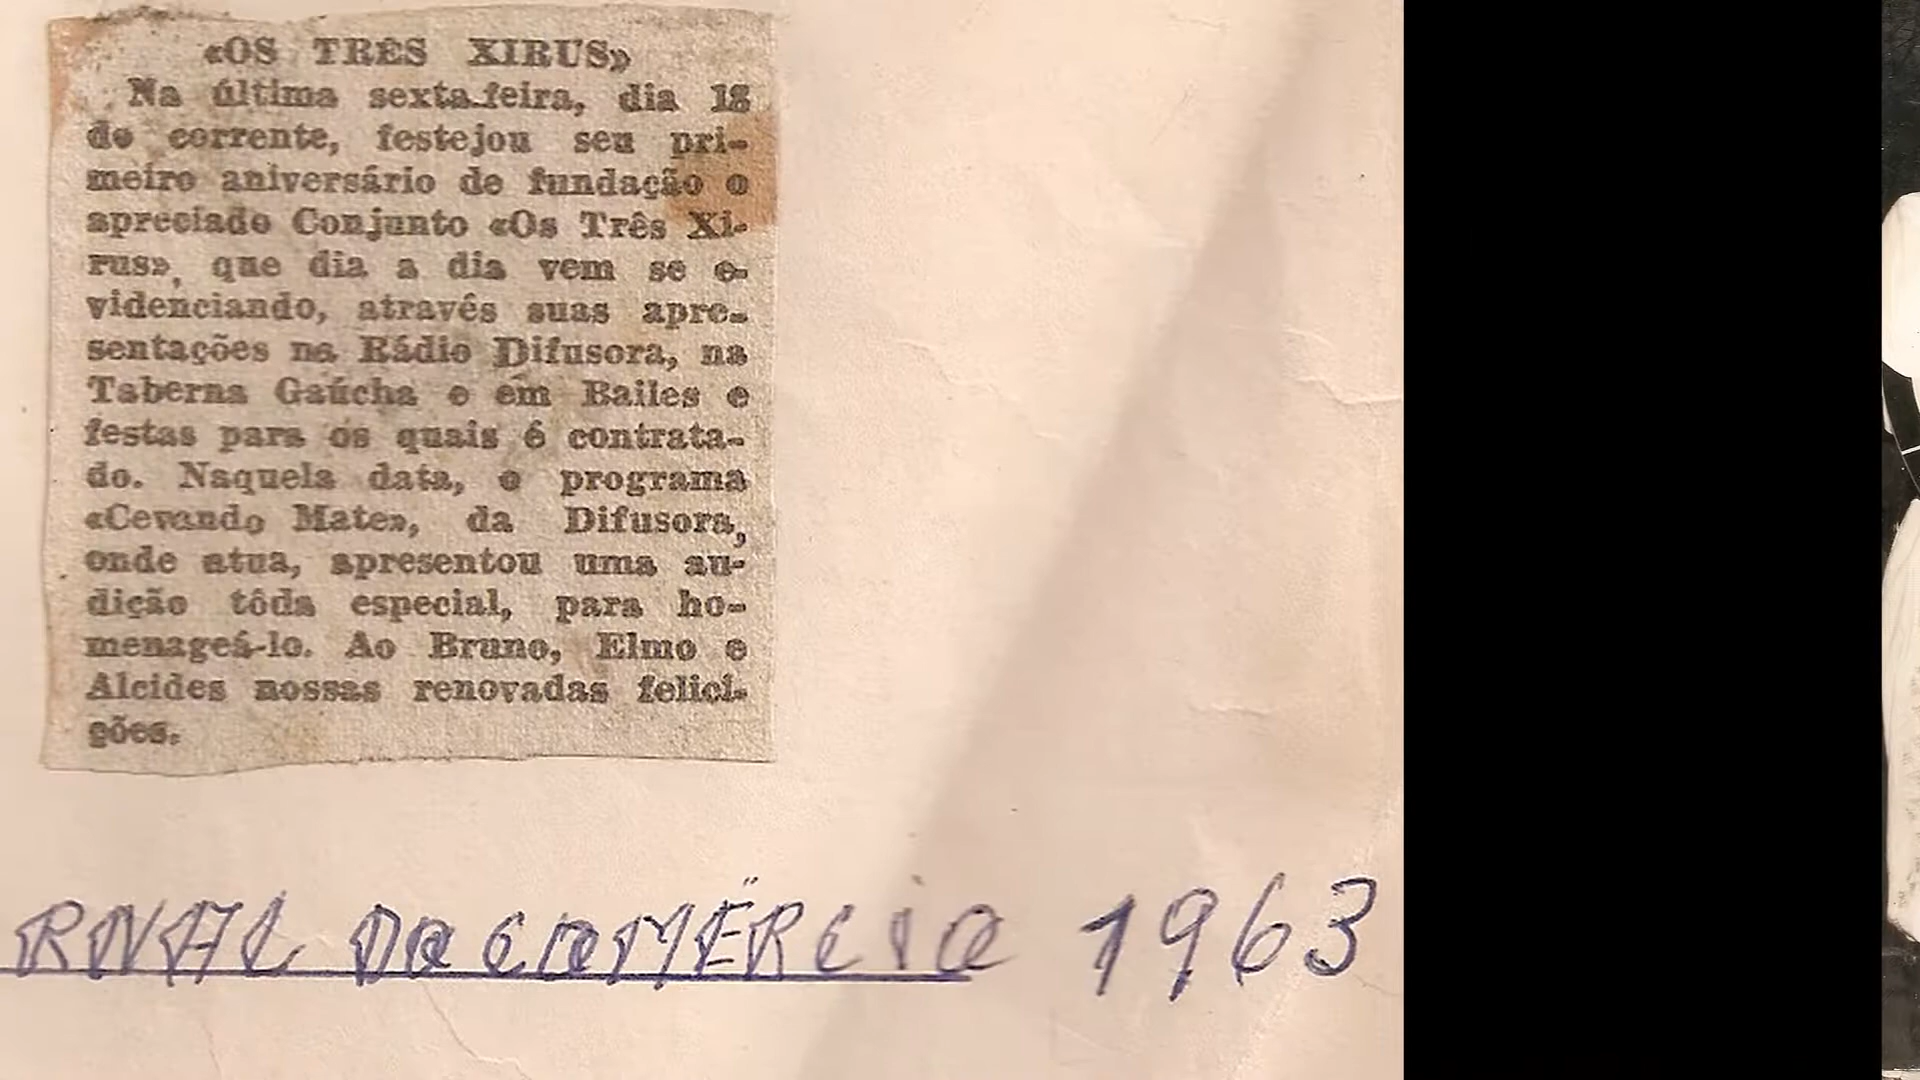 «OS TRÊS XIRUS»
Na última sexta-feira, dia 18
do corrente, festejou seu pri-
meiro aniversário de fundação o
apreciado Conjunto «Os Três Xi-
rus», que dia a dia vem se e-
videnciando, através suas apre-
sentações na Rádio Difusora, na
Taberna Gaúcha e em Bailes e
festas para os quais é contrata-
do. Naquela data, o programa
«Cevando Mate», da Difusora,
onde atua, apresentou uma au-
dição tôda especial, para ho-
menageá-lo. Ao Bruno, Elmo e
Alcides nossas renovadas felici-
ções.
RNAL DO COMÉRCIO 1963